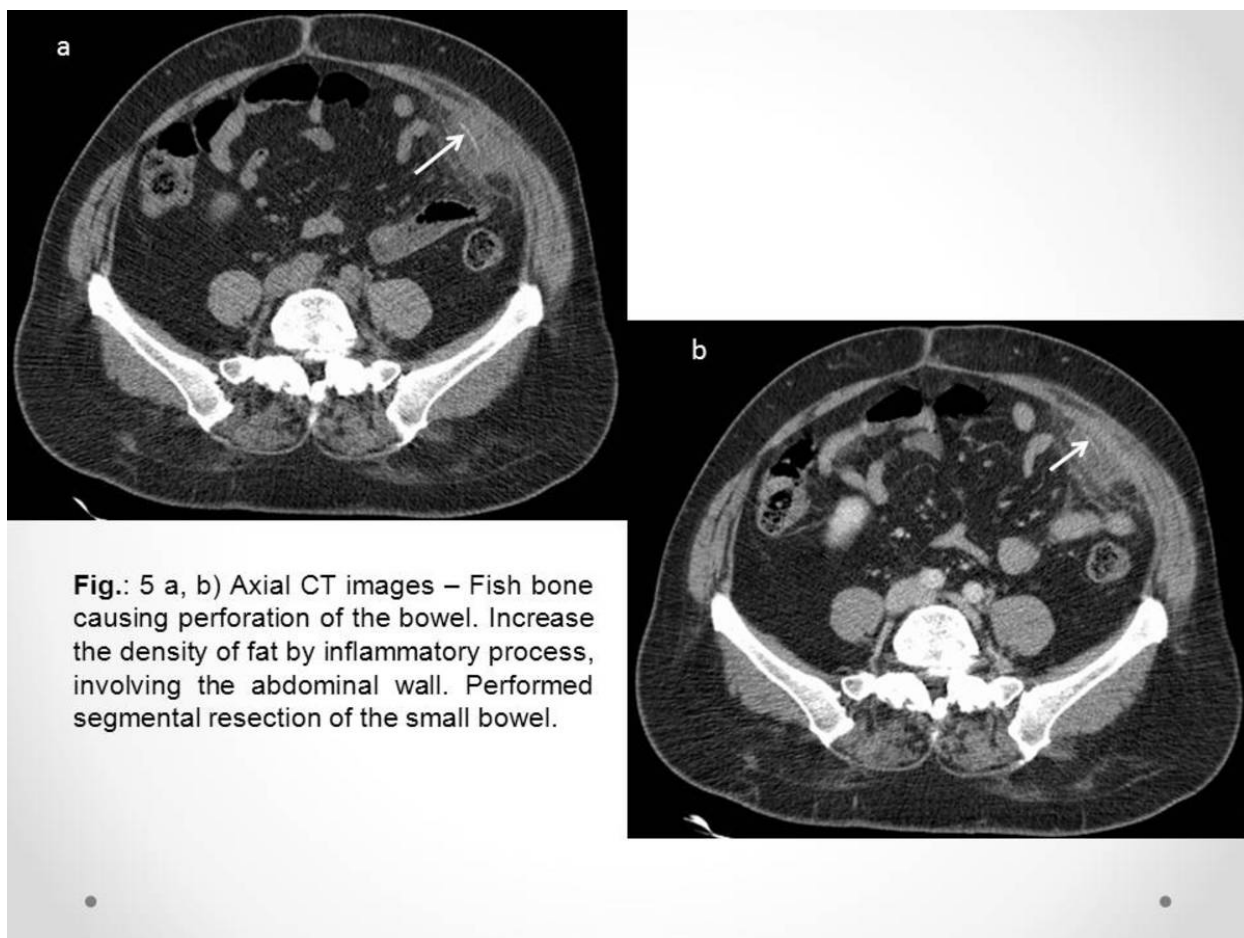 a
b
Fig.: 5 a, b) Axial CT images – Fish bone
causing perforation of the bowel. Increase
the density of fat by inflammatory process,
involving the abdominal wall. Performed
segmental resection of the small bowel.